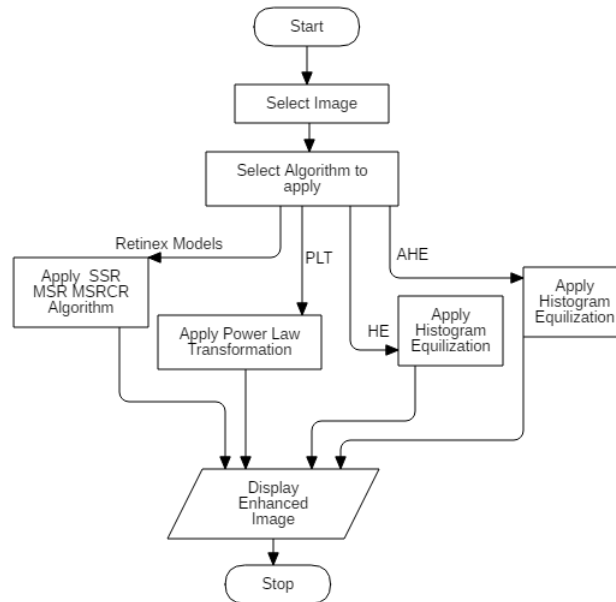 Start
Select Image
Select Algorithm to
apply
Retinex Models
PLT
AHE
HE
Apply SSR
MSR MSRCR
Algorithm
Apply Power Law
Transformation
Apply
Histogram
Equilization
Apply
Histogram
Equilization
Display
Enhanced
Image
Stop